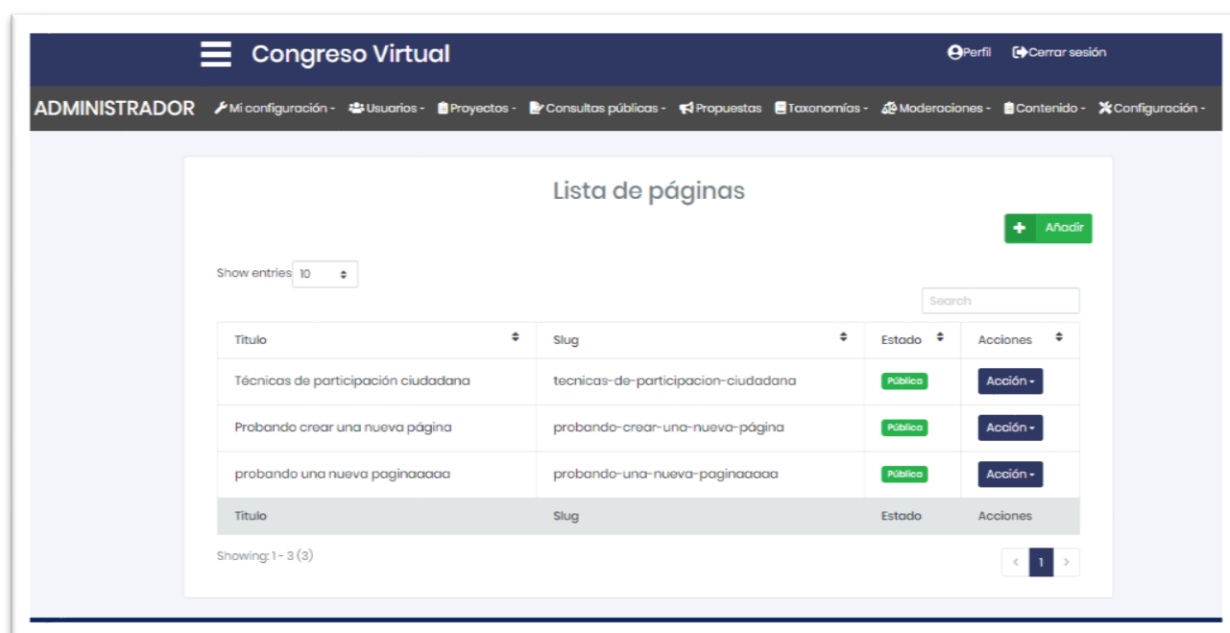 Congreso Virtual Perfil Cerrar sesión
ADMINISTRADOR Mi configuración - Usuarios - Proyectos - Consultas públicas - Propuestas Taxonomías - Moderaciones - Contenido - Configuración -
Lista de páginas
+ Añadir
Show entries 10
Search
Título Slug Estado Acciones
Técnicas de participación ciudadana tecnicas-de-participacion-ciudadana Público Acción -
Probando crear una nueva página probando-crear-una-nueva-página Público Acción -
probando una nueva paginaaaaa probando-una-nueva-paginaaaaa Público Acción -
Título Slug Estado Acciones
Showing: 1 - 3 (3) < 1 >